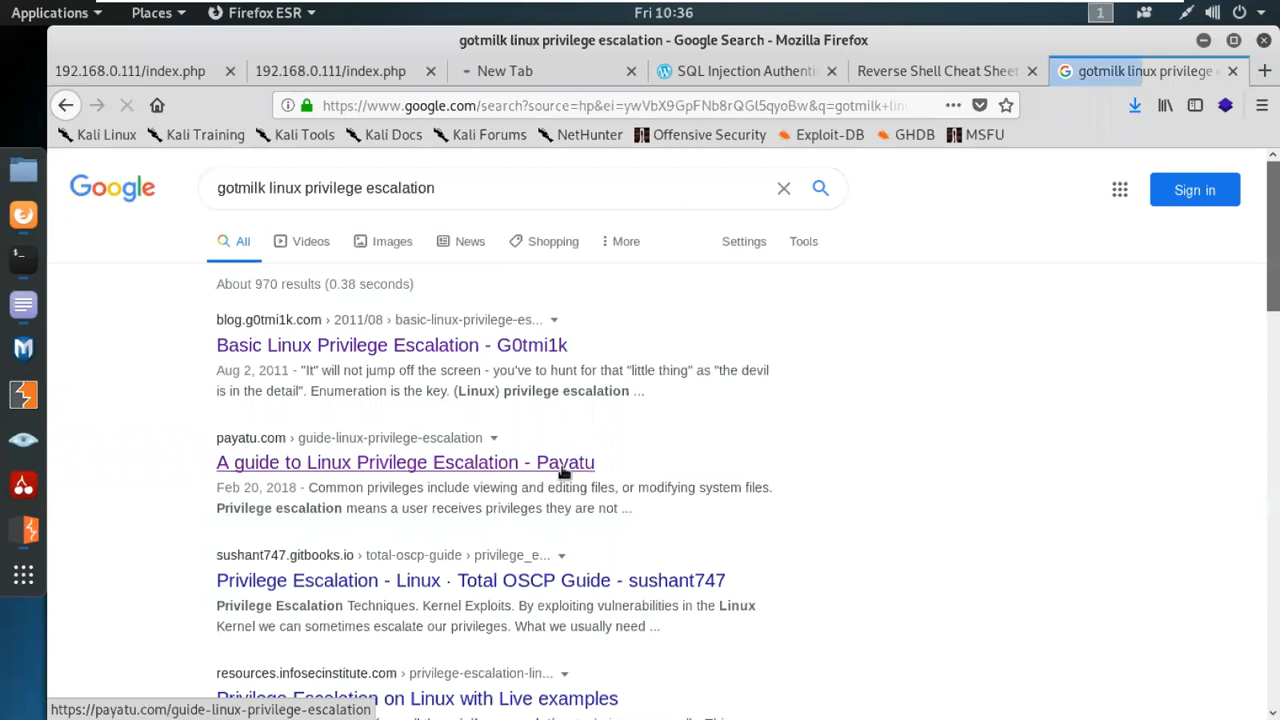 Applications Places Firefox ESR Fri 10:36 1
gotmilk linux privilege escalation - Google Search - Mozilla Firefox
192.168.0.111/index.php 192.168.0.111/index.php New Tab SQL Injection Authenti Reverse Shell Cheat Sheet gotmilk linux privilege
https://www.google.com/search?source=hp&ei=ywVbX9GpFNb8rQGl5qyoBw&q=gotmilk+lin
Kali Linux Kali Training Kali Tools Kali Docs Kali Forums NetHunter Offensive Security Exploit-DB GHDB MSFU
Google gotmilk linux privilege escalation Sign in
All Videos Images News Shopping More Settings Tools
About 970 results (0.38 seconds)
blog.g0tmi1k.com › 2011/08 › basic-linux-privilege-es...
Basic Linux Privilege Escalation - G0tmi1k
Aug 2, 2011 - "It" will not jump off the screen - you've to hunt for that "little thing" as "the devil
is in the detail". Enumeration is the key. (Linux) privilege escalation ...
payatu.com › guide-linux-privilege-escalation
A guide to Linux Privilege Escalation - Payatu
Feb 20, 2018 - Common privileges include viewing and editing files, or modifying system files.
Privilege escalation means a user receives privileges they are not ...
sushant747.gitbooks.io › total-oscp-guide › privilege_e...
Privilege Escalation - Linux · Total OSCP Guide - sushant747
Privilege Escalation Techniques. Kernel Exploits. By exploiting vulnerabilities in the Linux
Kernel we can sometimes escalate our privileges. What we usually need ...
resources.infosecinstitute.com › privilege-escalation-lin...
Privilege Escalation on Linux with Live examples
https://payatu.com/guide-linux-privilege-escalation